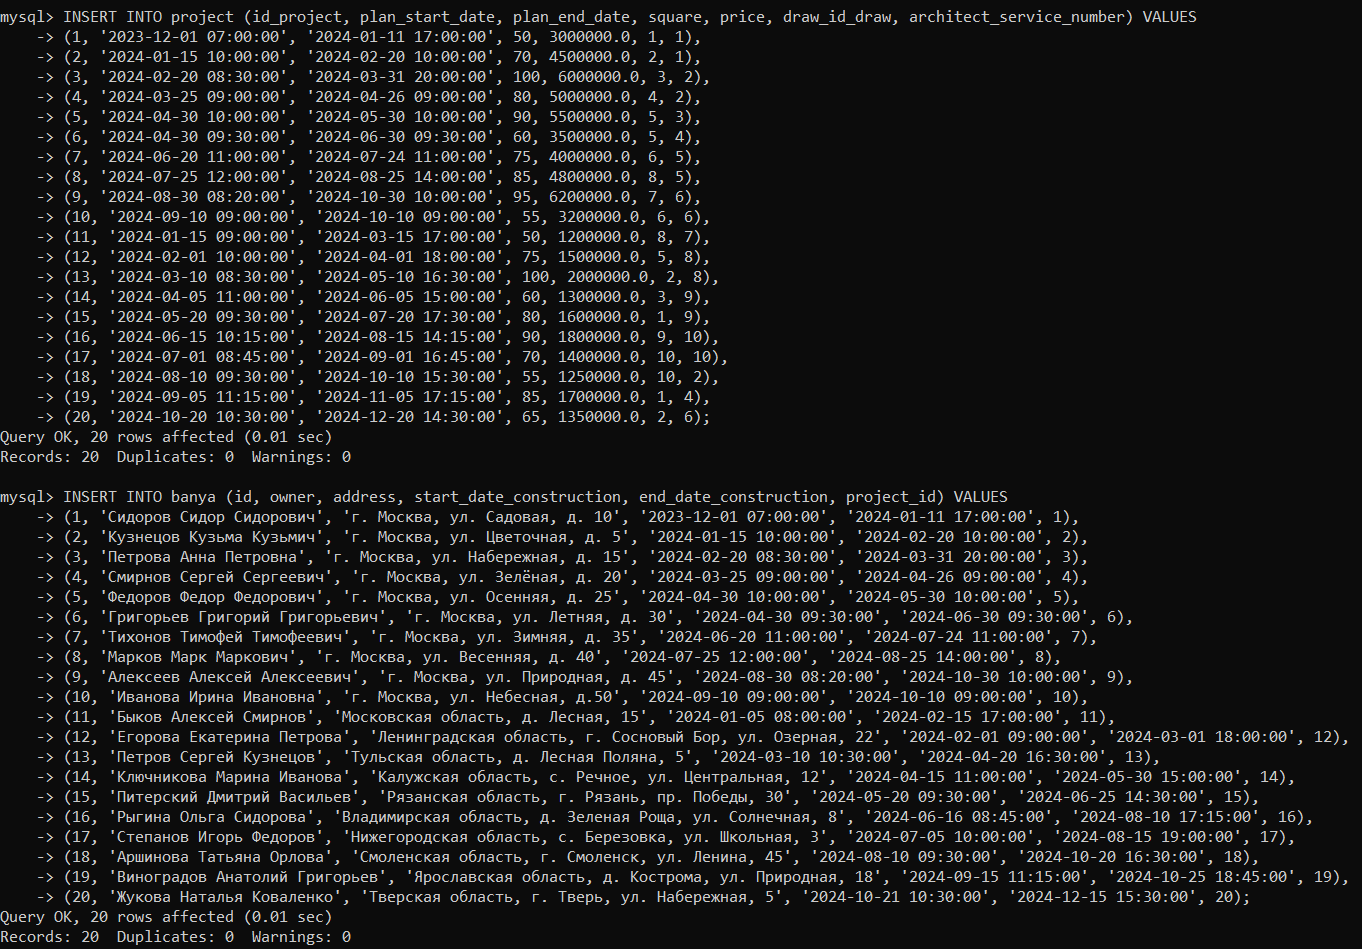 mysql> INSERT INTO project (id_project, plan_start_date, plan_end_date, square, price, draw_id_draw, architect_service_number) VALUES
    -> (1, '2023-12-01 07:00:00', '2024-01-11 17:00:00', 50, 3000000.0, 1, 1),
    -> (2, '2024-01-15 10:00:00', '2024-02-20 10:00:00', 70, 4500000.0, 2, 1),
    -> (3, '2024-02-20 08:30:00', '2024-03-31 20:00:00', 100, 6000000.0, 3, 2),
    -> (4, '2024-03-25 09:00:00', '2024-04-26 09:00:00', 80, 5000000.0, 4, 2),
    -> (5, '2024-04-30 10:00:00', '2024-05-30 10:00:00', 90, 5500000.0, 5, 3),
    -> (6, '2024-04-30 09:30:00', '2024-06-30 09:30:00', 60, 3500000.0, 5, 4),
    -> (7, '2024-06-20 11:00:00', '2024-07-24 11:00:00', 75, 4000000.0, 6, 5),
    -> (8, '2024-07-25 12:00:00', '2024-08-25 14:00:00', 85, 4800000.0, 8, 5),
    -> (9, '2024-08-30 08:20:00', '2024-10-30 10:00:00', 95, 6200000.0, 7, 6),
    -> (10, '2024-09-10 09:00:00', '2024-10-10 09:00:00', 55, 3200000.0, 6, 6),
    -> (11, '2024-01-15 09:00:00', '2024-03-15 17:00:00', 50, 1200000.0, 8, 7),
    -> (12, '2024-02-01 10:00:00', '2024-04-01 18:00:00', 75, 1500000.0, 5, 8),
    -> (13, '2024-03-10 08:30:00', '2024-05-10 16:30:00', 100, 2000000.0, 2, 8),
    -> (14, '2024-04-05 11:00:00', '2024-06-05 15:00:00', 60, 1300000.0, 3, 9),
    -> (15, '2024-05-20 09:30:00', '2024-07-20 17:30:00', 80, 1600000.0, 1, 9),
    -> (16, '2024-06-15 10:15:00', '2024-08-15 14:15:00', 90, 1800000.0, 9, 10),
    -> (17, '2024-07-01 08:45:00', '2024-09-01 16:45:00', 70, 1400000.0, 10, 10),
    -> (18, '2024-08-10 09:30:00', '2024-10-10 15:30:00', 55, 1250000.0, 10, 2),
    -> (19, '2024-09-05 11:15:00', '2024-11-05 17:15:00', 85, 1700000.0, 1, 4),
    -> (20, '2024-10-20 10:30:00', '2024-12-20 14:30:00', 65, 1350000.0, 2, 6);
Query OK, 20 rows affected (0.01 sec)
Records: 20  Duplicates: 0  Warnings: 0

mysql> INSERT INTO banya (id, owner, address, start_date_construction, end_date_construction, project_id) VALUES
    -> (1, 'Сидоров Сидор Сидорович', 'г. Москва, ул. Садовая, д. 10', '2023-12-01 07:00:00', '2024-01-11 17:00:00', 1),
    -> (2, 'Кузнецов Кузьма Кузьмич', 'г. Москва, ул. Цветочная, д. 5', '2024-01-15 10:00:00', '2024-02-20 10:00:00', 2),
    -> (3, 'Петрова Анна Петровна', 'г. Москва, ул. Набережная, д. 15', '2024-02-20 08:30:00', '2024-03-31 20:00:00', 3),
    -> (4, 'Смирнов Сергей Сергеевич', 'г. Москва, ул. Зелёная, д. 20', '2024-03-25 09:00:00', '2024-04-26 09:00:00', 4),
    -> (5, 'Федоров Федор Федорович', 'г. Москва, ул. Осенняя, д. 25', '2024-04-30 10:00:00', '2024-05-30 10:00:00', 5),
    -> (6, 'Григорьев Григорий Григорьевич', 'г. Москва, ул. Летняя, д. 30', '2024-04-30 09:30:00', '2024-06-30 09:30:00', 6),
    -> (7, 'Тихонов Тимофей Тимофеевич', 'г. Москва, ул. Зимняя, д. 35', '2024-06-20 11:00:00', '2024-07-24 11:00:00', 7),
    -> (8, 'Марков Марк Маркович', 'г. Москва, ул. Весенняя, д. 40', '2024-07-25 12:00:00', '2024-08-25 14:00:00', 8),
    -> (9, 'Алексеев Алексей Алексеевич', 'г. Москва, ул. Природная, д. 45', '2024-08-30 08:20:00', '2024-10-30 10:00:00', 9),
    -> (10, 'Иванова Ирина Ивановна', 'г. Москва, ул. Небесная, д.50', '2024-09-10 09:00:00', '2024-10-10 09:00:00', 10),
    -> (11, 'Быков Алексей Смирнов', 'Московская область, д. Лесная, 15', '2024-01-05 08:00:00', '2024-02-15 17:00:00', 11),
    -> (12, 'Егорова Екатерина Петрова', 'Ленинградская область, г. Сосновый Бор, ул. Озерная, 22', '2024-02-01 09:00:00', '2024-03-01 18:00:00', 12),
    -> (13, 'Петров Сергей Кузнецов', 'Тульская область, д. Лесная Поляна, 5', '2024-03-10 10:30:00', '2024-04-20 16:30:00', 13),
    -> (14, 'Ключникова Марина Иванова', 'Калужская область, с. Речное, ул. Центральная, 12', '2024-04-15 11:00:00', '2024-05-30 15:00:00', 14),
    -> (15, 'Питерский Дмитрий Васильев', 'Рязанская область, г. Рязань, пр. Победы, 30', '2024-05-20 09:30:00', '2024-06-25 14:30:00', 15),
    -> (16, 'Рыгина Ольга Сидорова', 'Владимирская область, д. Зеленая Роща, ул. Солнечная, 8', '2024-06-16 08:45:00', '2024-08-10 17:15:00', 16),
    -> (17, 'Степанов Игорь Федоров', 'Нижегородская область, с. Березовка, ул. Школьная, 3', '2024-07-05 10:00:00', '2024-08-15 19:00:00', 17),
    -> (18, 'Аршинова Татьяна Орлова', 'Смоленская область, г. Смоленск, ул. Ленина, 45', '2024-08-10 09:30:00', '2024-10-20 16:30:00', 18),
    -> (19, 'Виноградов Анатолий Григорьев', 'Ярославская область, д. Кострома, ул. Природная, 18', '2024-09-15 11:15:00', '2024-10-25 18:45:00', 19),
    -> (20, 'Жукова Наталья Коваленко', 'Тверская область, г. Тверь, ул. Набережная, 5', '2024-10-21 10:30:00', '2024-12-15 15:30:00', 20);
Query OK, 20 rows affected (0.01 sec)
Records: 20  Duplicates: 0  Warnings: 0